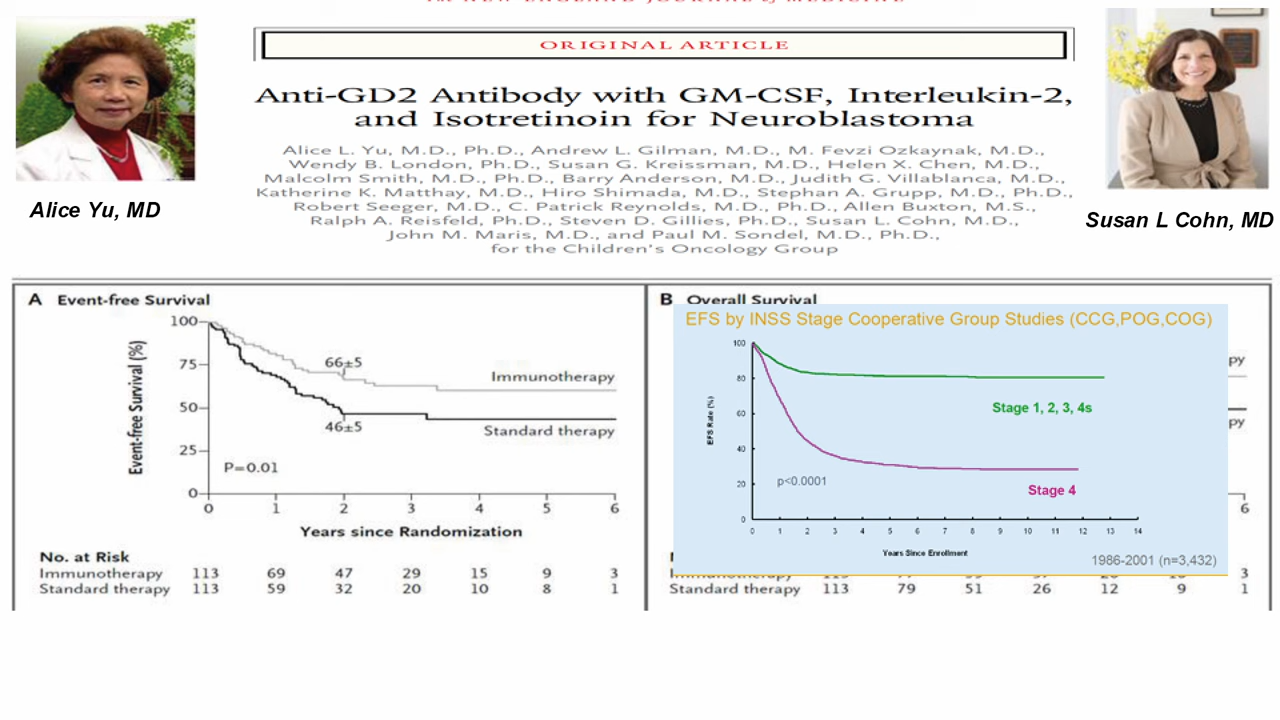 ORIGINAL ARTICLE
Anti-GD2 Antibody with GM-CSF, Interleukin-2,
and Isotretinoin for Neuroblastoma
Alice L. Yu, M.D., Ph.D., Andrew L. Gilman, M.D., M. Fevzi Ozkaynak, M.D.,
Wendy B. London, Ph.D., Susan G. Kreissman, M.D., Helen X. Chen, M.D.,
Malcolm Smith, M.D., Ph.D., Barry Anderson, M.D., Judith G. Villablanca, M.D.,
Katherine K. Matthay, M.D., Hiro Shimada, M.D., Stephan A. Grupp, M.D., Ph.D.,
Robert Seeger, M.D., C. Patrick Reynolds, M.D., Ph.D., Allen Buxton, M.S.,
Ralph A. Reisfeld, Ph.D., Steven D. Gillies, Ph.D., Susan L. Cohn, M.D.,
John M. Maris, M.D., and Paul M. Sondel, M.D., Ph.D.,
for the Children's Oncology Group
Alice Yu, MD
Susan L Cohn, MD
A Event-free Survival
Event-free Survival (%)
100
75
50
25
0
66±5
Immunotherapy
46±5
Standard therapy
P=0.01
0 1 2 3 4 5 6
Years since Randomization
No. at Risk
Immunotherapy 113 69 47 29 15 9 3
Standard therapy 113 59 32 20 10 8 1
B Overall Survival
EFS by INSS Stage Cooperative Group Studies (CCG,POG,COG)
EFS Rate (%)
100
80
60
40
20
0
Stage 1, 2, 3, 4s
p<0.0001
Stage 4
0 1 2 3 4 5 6 7 8 9 10 11 12 13 14
Years Since Enrollment
1986-2001 (n=3,432)
py
py
6
3
Standard therapy 113 79 51 26 12 9 1